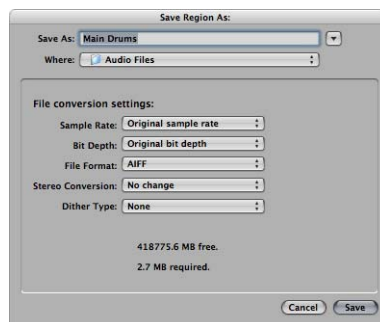 Save Region As:
Save As: Main Drums
Where: Audio Files
File conversion settings:
Sample Rate: Original sample rate
Bit Depth: Original bit depth
File Format: AIFF
Stereo Conversion: No change
Dither Type: None
418775.6 MB free.
2.7 MB required.
Cancel Save